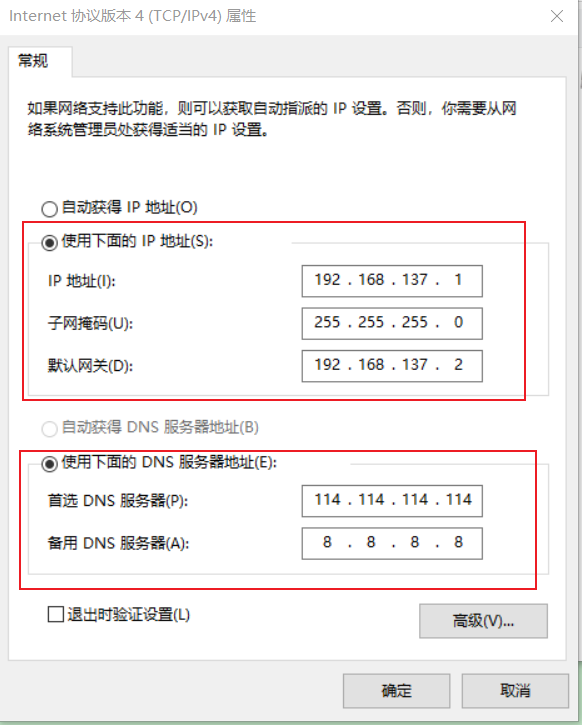 Internet 协议版本 4 (TCP/IPv4) 属性
常规
如果网络支持此功能，则可以获取自动指派的 IP 设置。否则，你需要从网
络系统管理员处获得适当的 IP 设置。
自动获得 IP 地址(O)
使用下面的 IP 地址(S):
IP 地址(I): 192 . 168 . 137 . 1
子网掩码(U): 255 . 255 . 255 . 0
默认网关(D): 192 . 168 . 137 . 2
自动获得 DNS 服务器地址(B)
使用下面的 DNS 服务器地址(E):
首选 DNS 服务器(P): 114 . 114 . 114 . 114
备用 DNS 服务器(A): 8 . 8 . 8 . 8
退出时验证设置(L)
高级(V)...
确定 取消